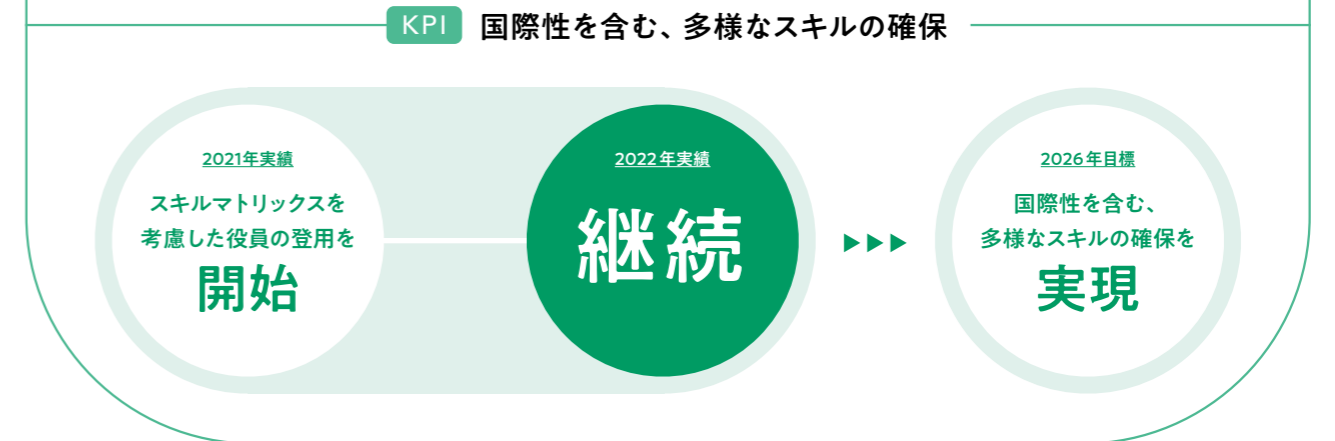 KPI 国際性を含む、多様なスキルの確保
2021年実績
スキルマトリックスを
考慮した役員の登用を
開始
2022年実績
継続
2026年目標
国際性を含む、
多様なスキルの確保を
実現